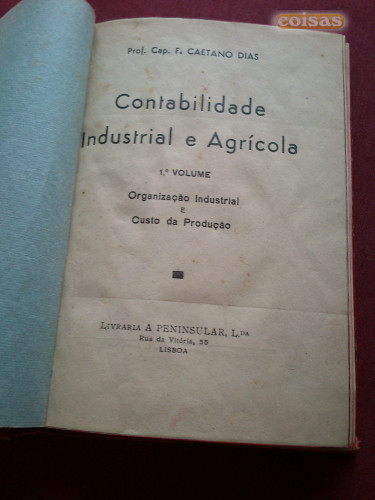 coisas
Prof. Cap. F. CAETANO DIAS
Contabilidade
Industrial e Agrícola
1.º VOLUME
Organização Industrial
E
Custo da Produção
LIVRARIA A PENINSULAR, L.DA
Rua da Vitória, 55
LISBOA